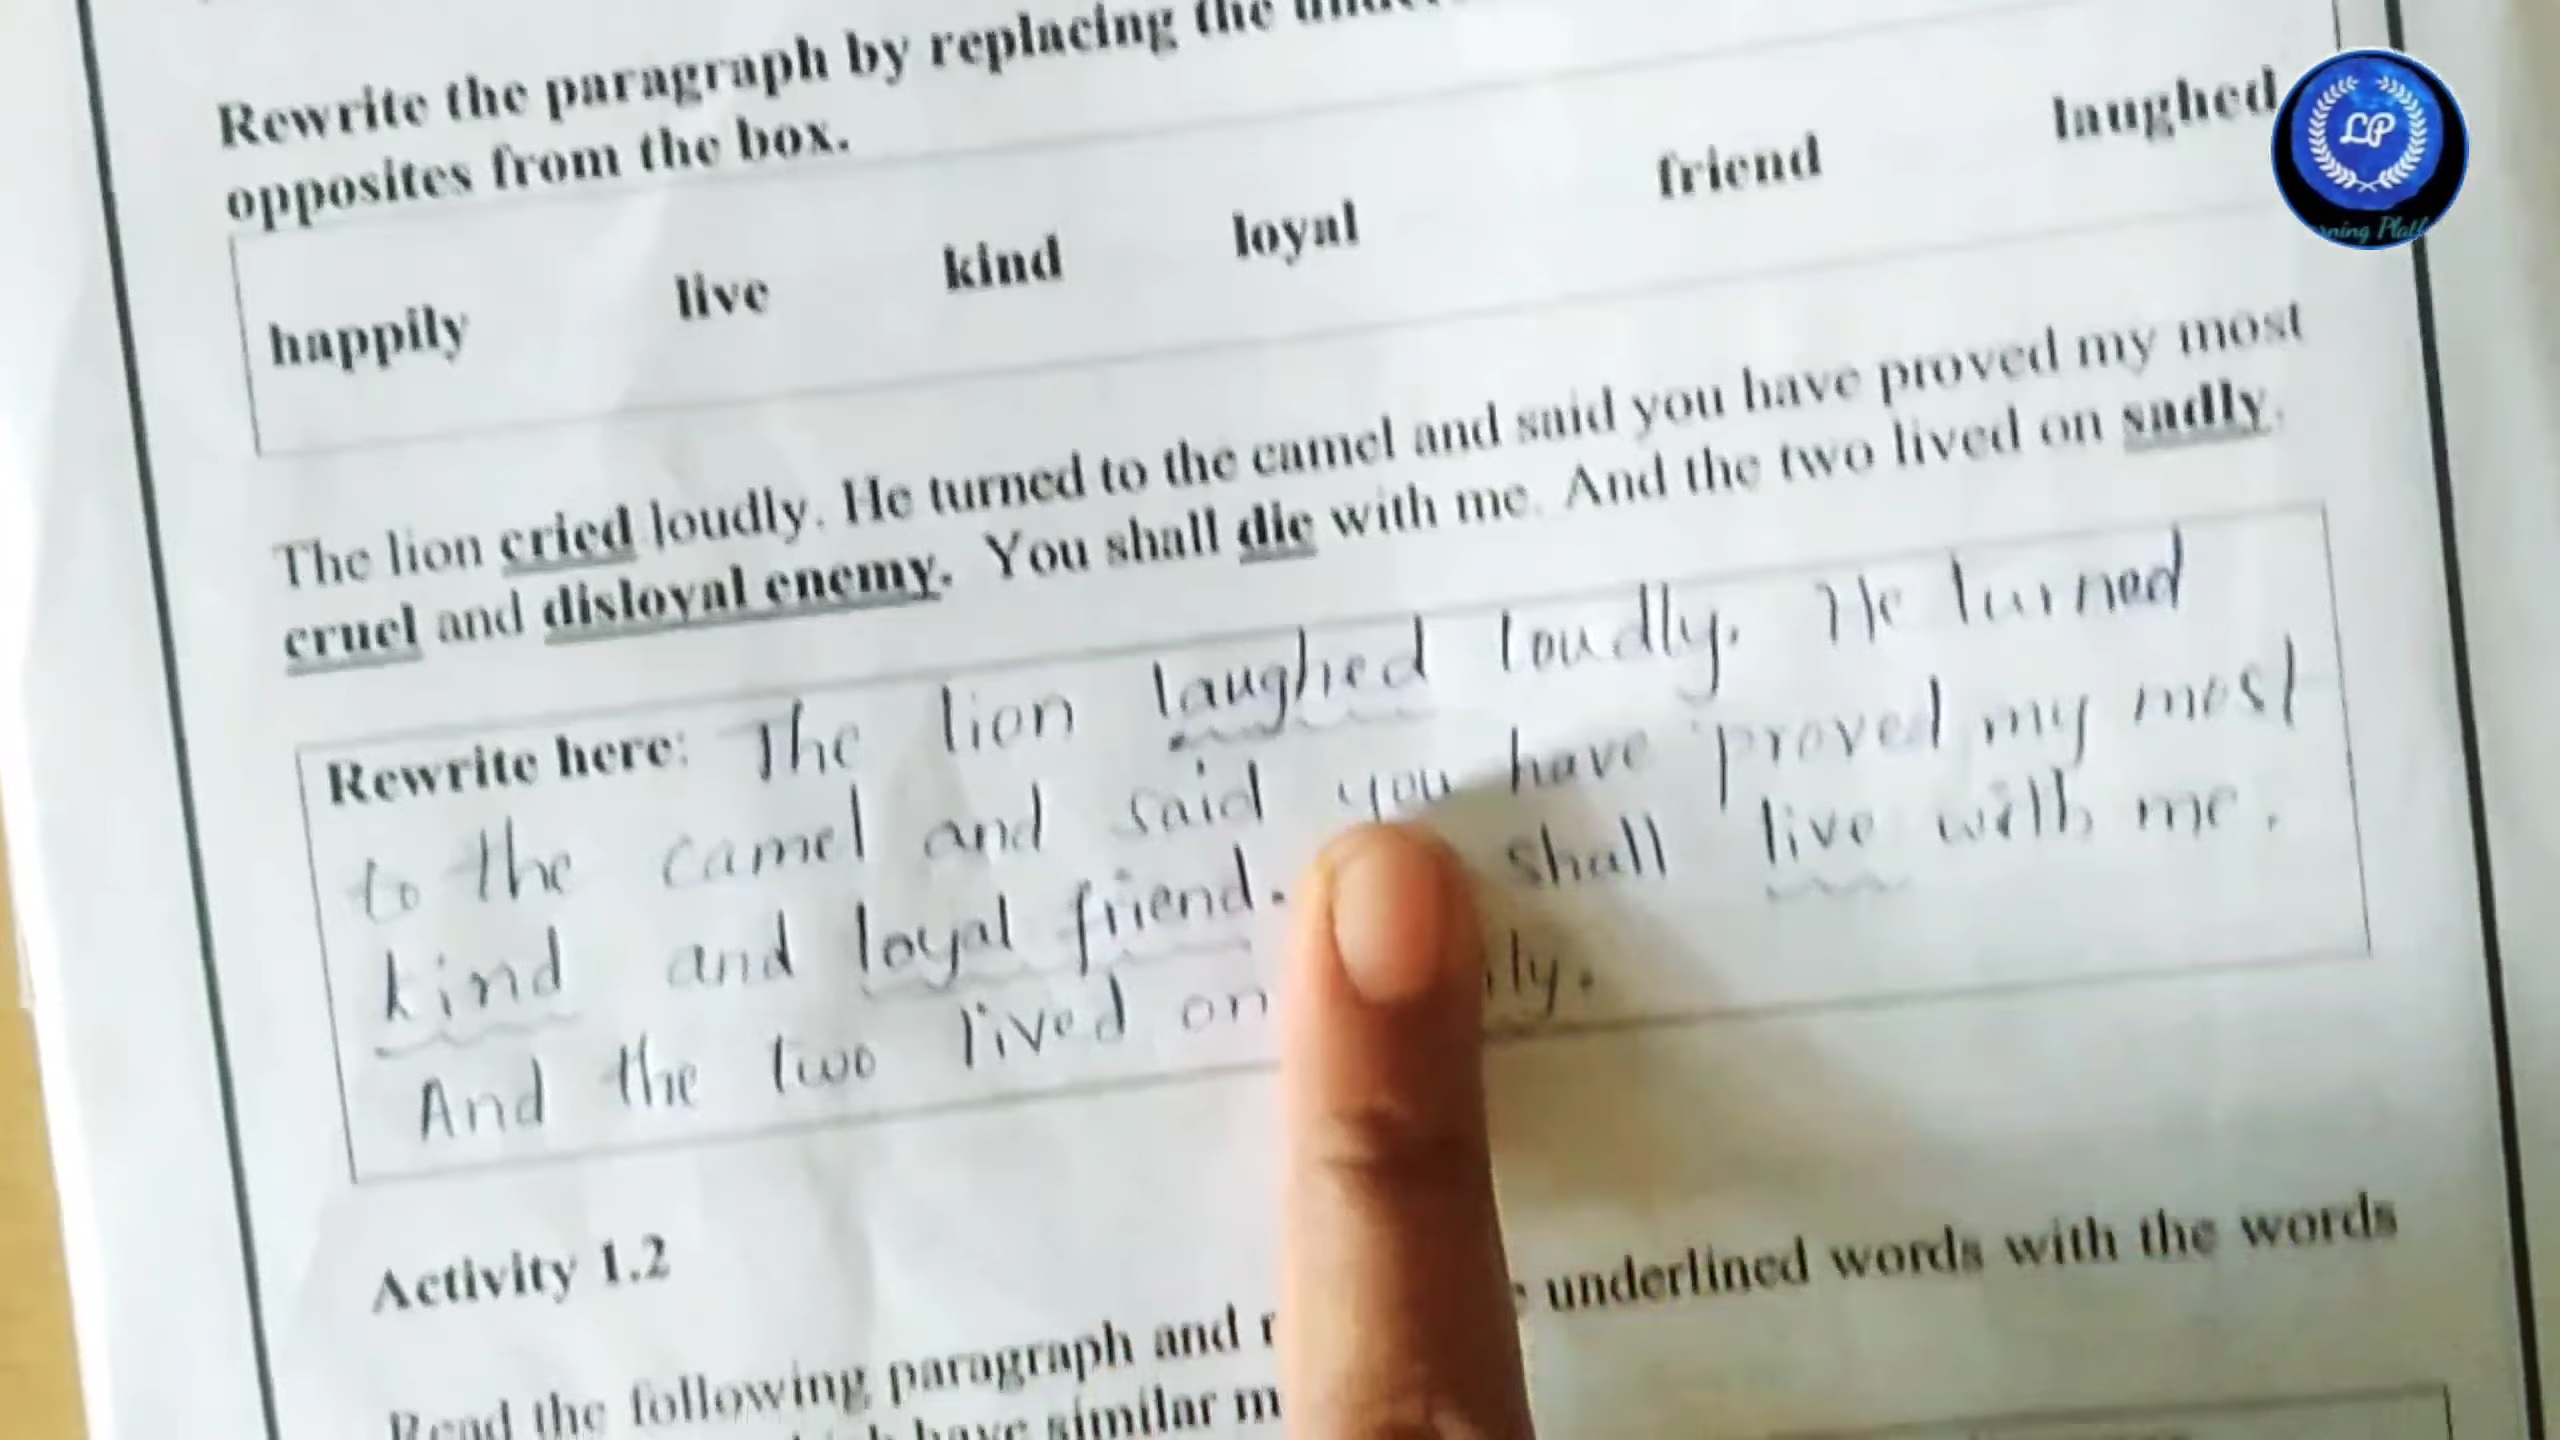 Rewrite the paragraph by replacing the
opposites from the box.
happily live kind loyal friend laughed
LP
The lion cried loudly. He turned to the camel and said you have proved my most
cruel and disloyal enemy. You shall die with me. And the two lived on sadly.
Rewrite here: The lion laughed loudly. He turned
to the camel and said you have proved my most
kind and loyal friend. shall live with me.
And the two lived on
Activity 1.2
Read the following paragraph and underlined words with the words
have similar